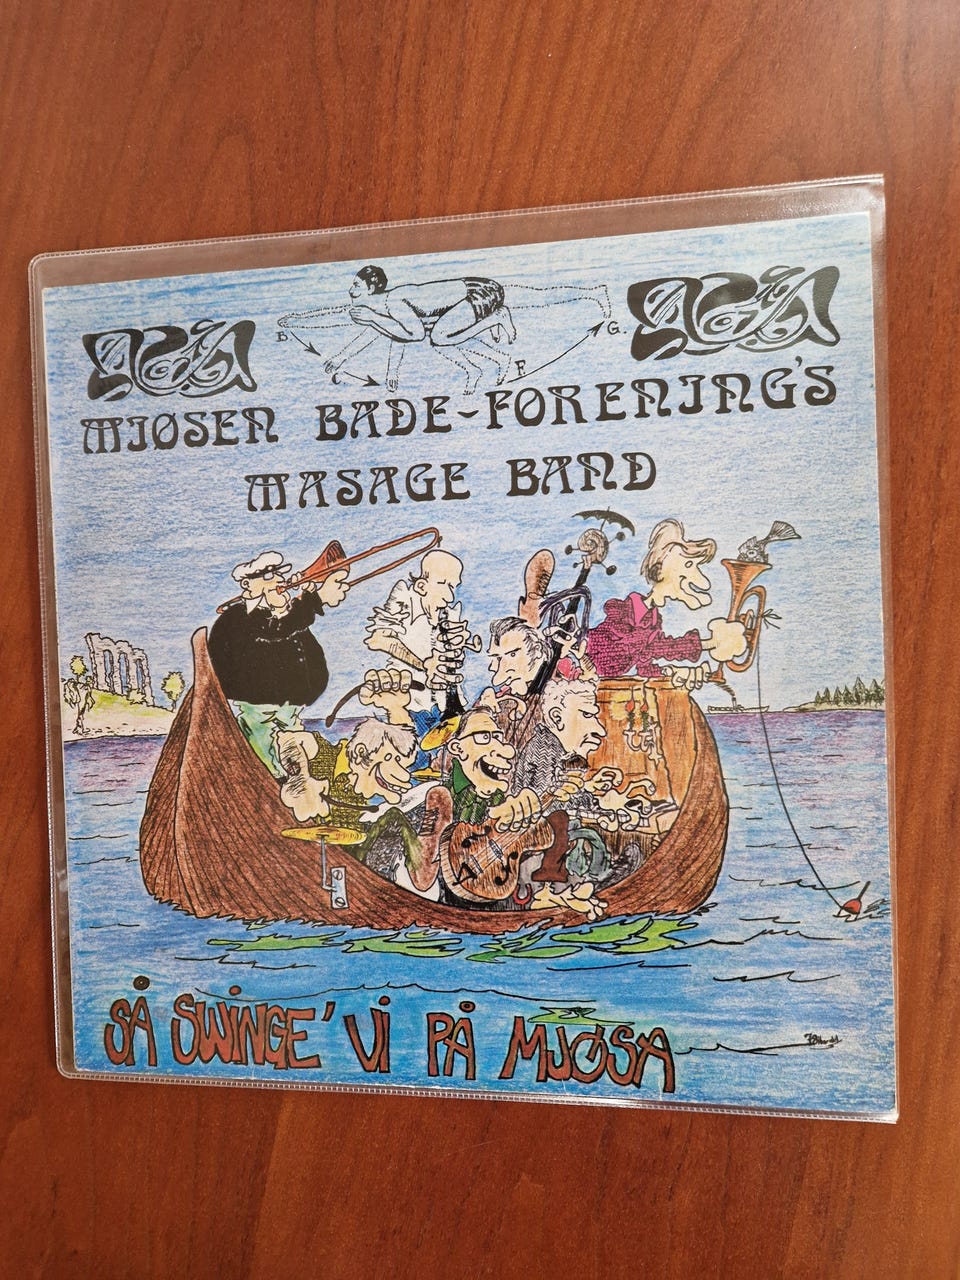 B
C
F
G.
MJØSEN BADE-FORENING'S
MASAGE BAND
SÅ SWINGE' VI PÅ MJØSA